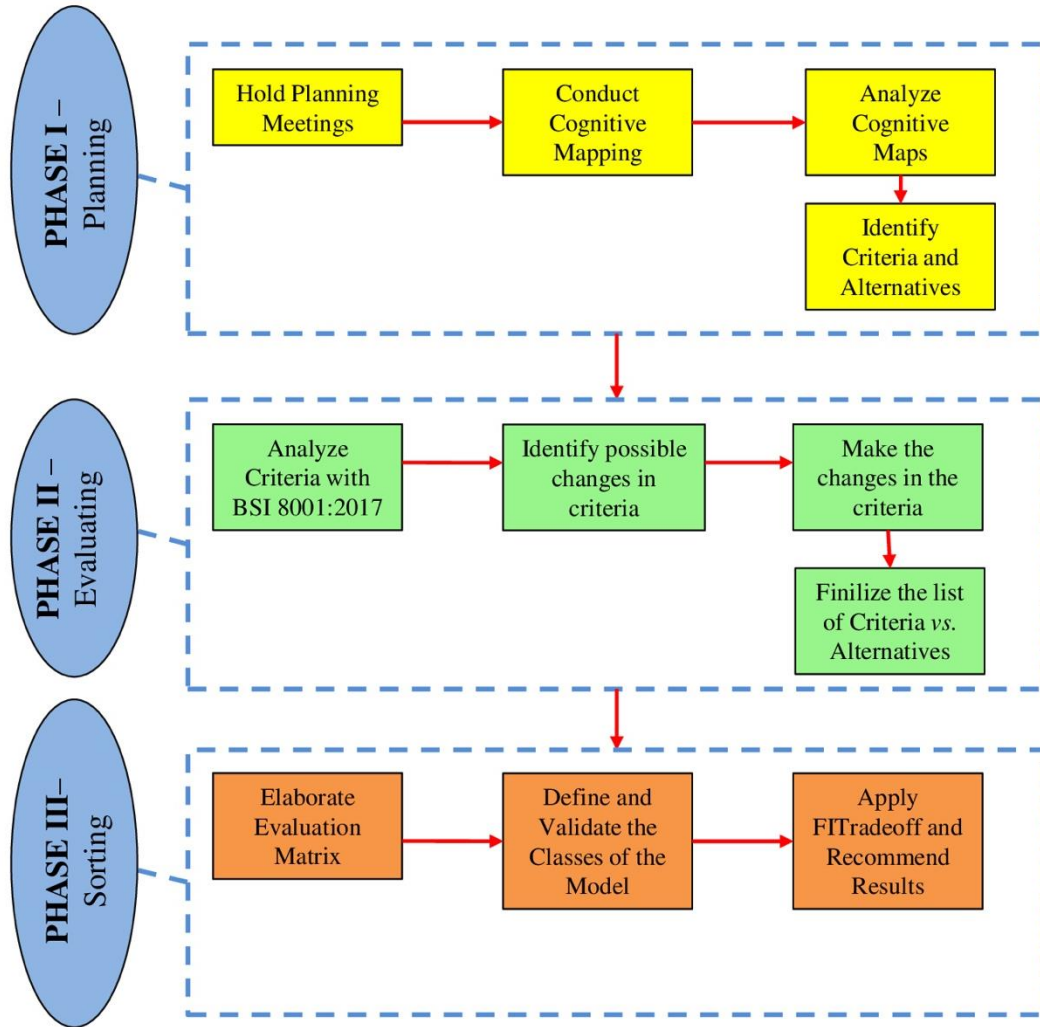 PHASE I –
Planning
Hold Planning
Meetings
Conduct
Cognitive
Mapping
Analyze
Cognitive
Maps
Identify
Criteria and
Alternatives
PHASE II –
Evaluating
Analyze
Criteria with
BSI 8001:2017
Identify possible
changes in
criteria
Make the
changes in the
criteria
Finilize the list
of Criteria vs.
Alternatives
PHASE III–
Sorting
Elaborate
Evaluation
Matrix
Define and
Validate the
Classes of the
Model
Apply
FITradeoff and
Recommend
Results